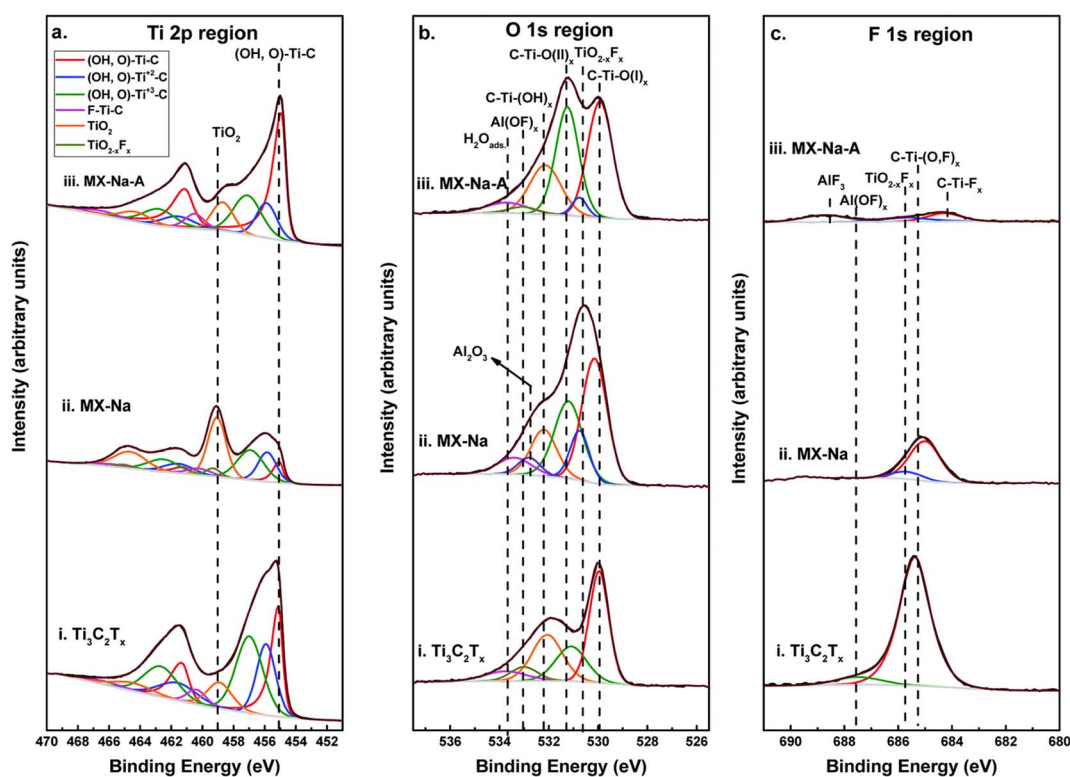 a. Ti 2p region
(OH, O)-Ti-C
(OH, O)-Ti-C
(OH, O)-Ti⁺²-C
(OH, O)-Ti⁺³-C
F-Ti-C
TiO₂
TiO₂₋ₓFₓ
TiO₂
iii. MX-Na-A
ii. MX-Na
i. Ti₃C₂Tₓ
Intensity (arbitrary units)
470 468 466 464 462 460 458 456 454 452 451
Binding Energy (eV)
b. O 1s region
C-Ti-O(II)ₓ TiO₂₋ₓFₓ
C-Ti-O(I)ₓ
C-Ti-(OH)ₓ
Al(OF)ₓ
H₂Oads.
iii. MX-Na-A
Al₂O₃
ii. MX-Na
i. Ti₃C₂Tₓ
Intensity (arbitrary units)
536 534 532 530 528
Binding Energy (eV)
c. F 1s region
iii. MX-Na-A
C-Ti-(O,F)ₓ
AlF₃ TiO₂₋ₓFₓ C-Ti-Fₓ
Al(OF)ₓ
ii. MX-Na
i. Ti₃C₂Tₓ
Intensity (arbitrary units)
690 688 686 684 682 680
Binding Energy (eV)